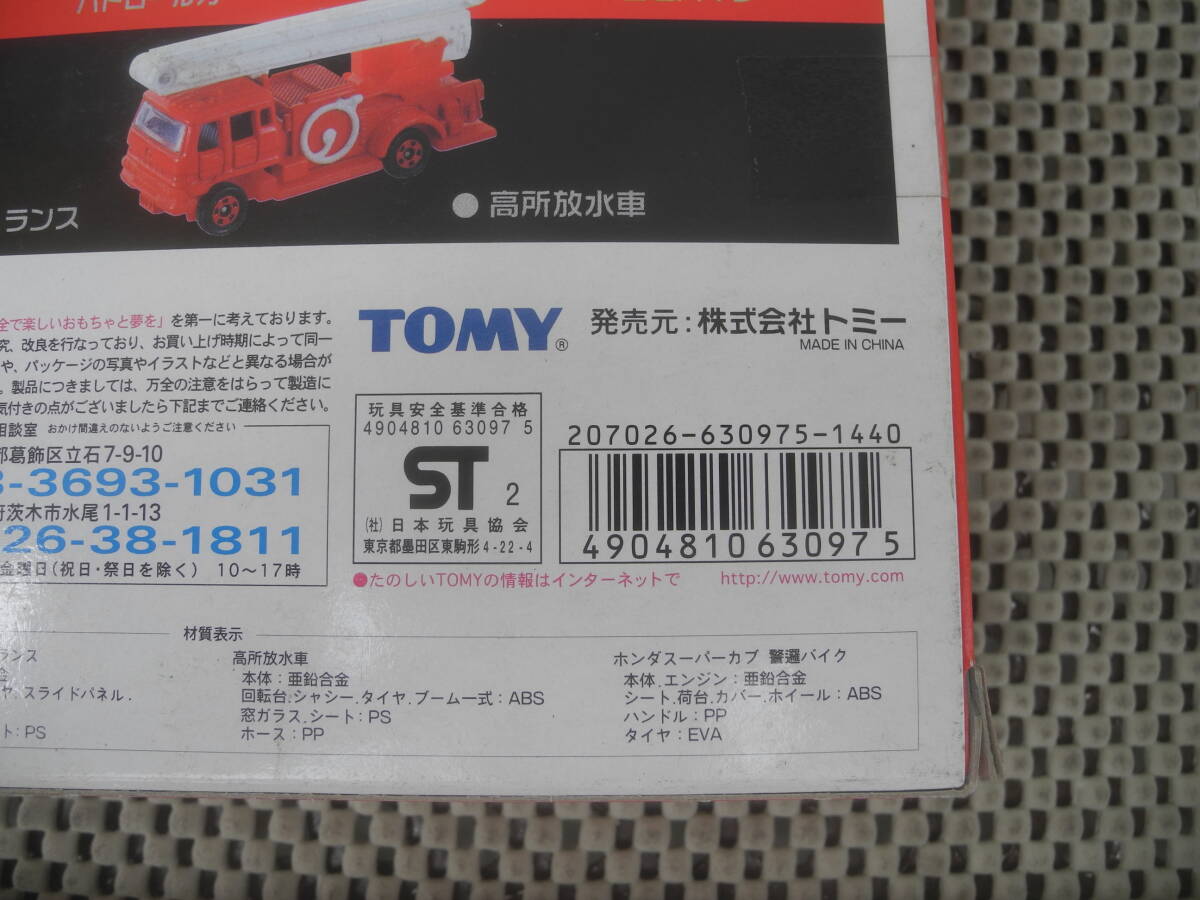 ランス
● 高所放水車
全で楽しいおもちゃと夢を」を第一に考えております。
究、改良を行なっており、お買い上げ時期によって同一
や、パッケージの写真やイラストなどと異なる場合が
。製品につきましては、万全の注意をはらって製造に
気付きの点がございましたら下記までご連絡ください。
相談室 おかけ間違えのないようご注意ください
都葛飾区立石7-9-10
3-3693-1031
府茨木市水尾1-1-13
26-38-1811
金曜日(祝日・祭日を除く) 10〜17時
TOMY®
発売元:株式会社トミー
MADE IN CHINA
玩具安全基準合格
4904810 63097 5
ST 2
(社)日本玩具協会
東京都墨田区東駒形4-22-4
207026-630975-1440
4904810630975
●たのしいTOMYの情報はインターネットで http://www.tomy.com
材質表示
ランス
ヤ.スライドパネル.
ト:PS
高所放水車
本体:亜鉛合金
回転台.シャシー.タイヤ.ブーム一式:ABS
窓ガラス.シート:PS
ホース:PP
ホンダスーパーカブ 警邏バイク
本体.エンジン:亜鉛合金
シート.荷台.カバー.ホイール:ABS
ハンドル:PP
タイヤ:EVA